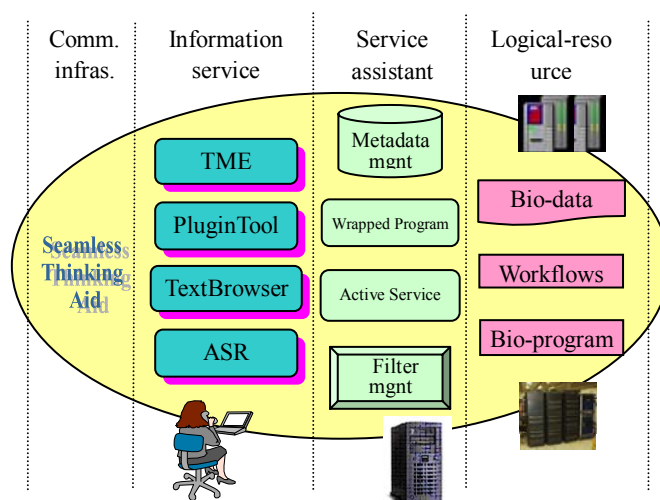 Comm.
infras.
Information
service
Service
assistant
Logical-reso
urce
Seamless
Thinking
Aid
TME
PluginTool
TextBrowser
ASR
Metadata
mgnt
Wrapped Program
Active Service
Filter
mgnt
Bio-data
Workflows
Bio-program